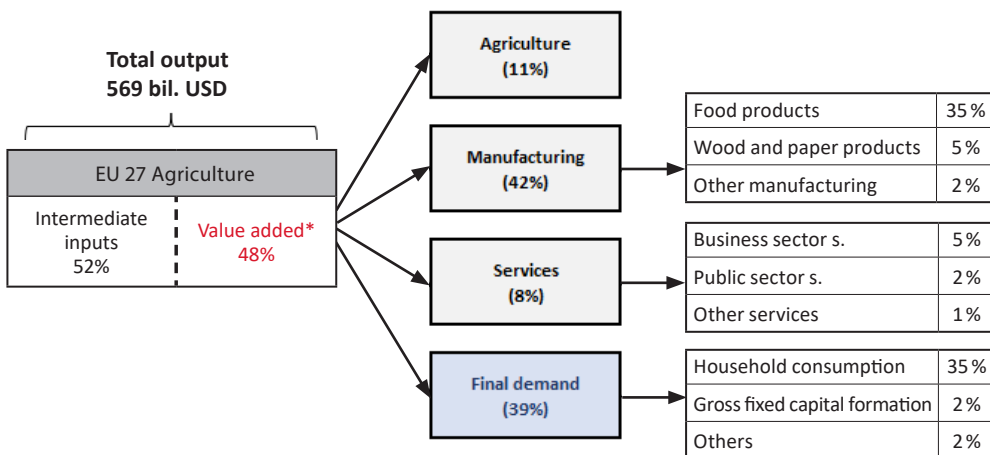 Total output
569 bil. USD
EU 27 Agriculture
Intermediate
inputs
52%
Value added*
48%
Agriculture
(11%)
Manufacturing
(42%)
Services
(8%)
Final demand
(39%)
Food products 35%
Wood and paper products 5%
Other manufacturing 2%
Business sector s. 5%
Public sector s. 2%
Other services 1%
Household consumption 35%
Gross fixed capital formation 2%
Others 2%